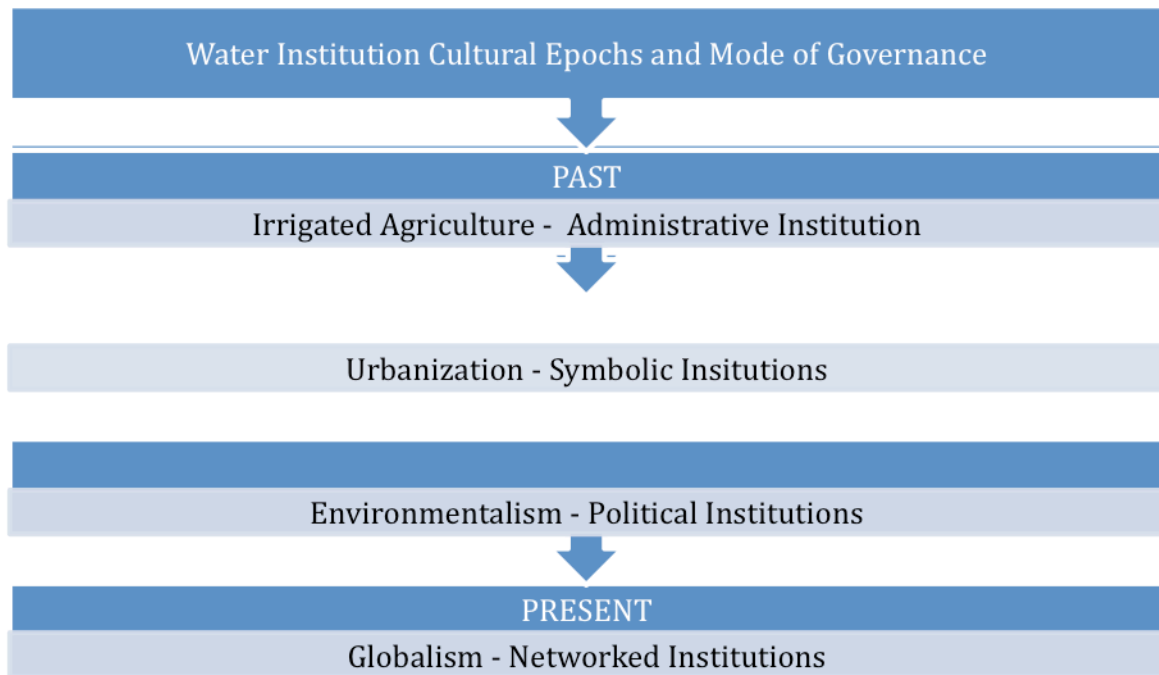 Water Institution Cultural Epochs and Mode of Governance
PAST
Irrigated Agriculture -  Administrative Institution
Urbanization - Symbolic Insitutions
Environmentalism - Political Institutions
PRESENT
Globalism - Networked Institutions